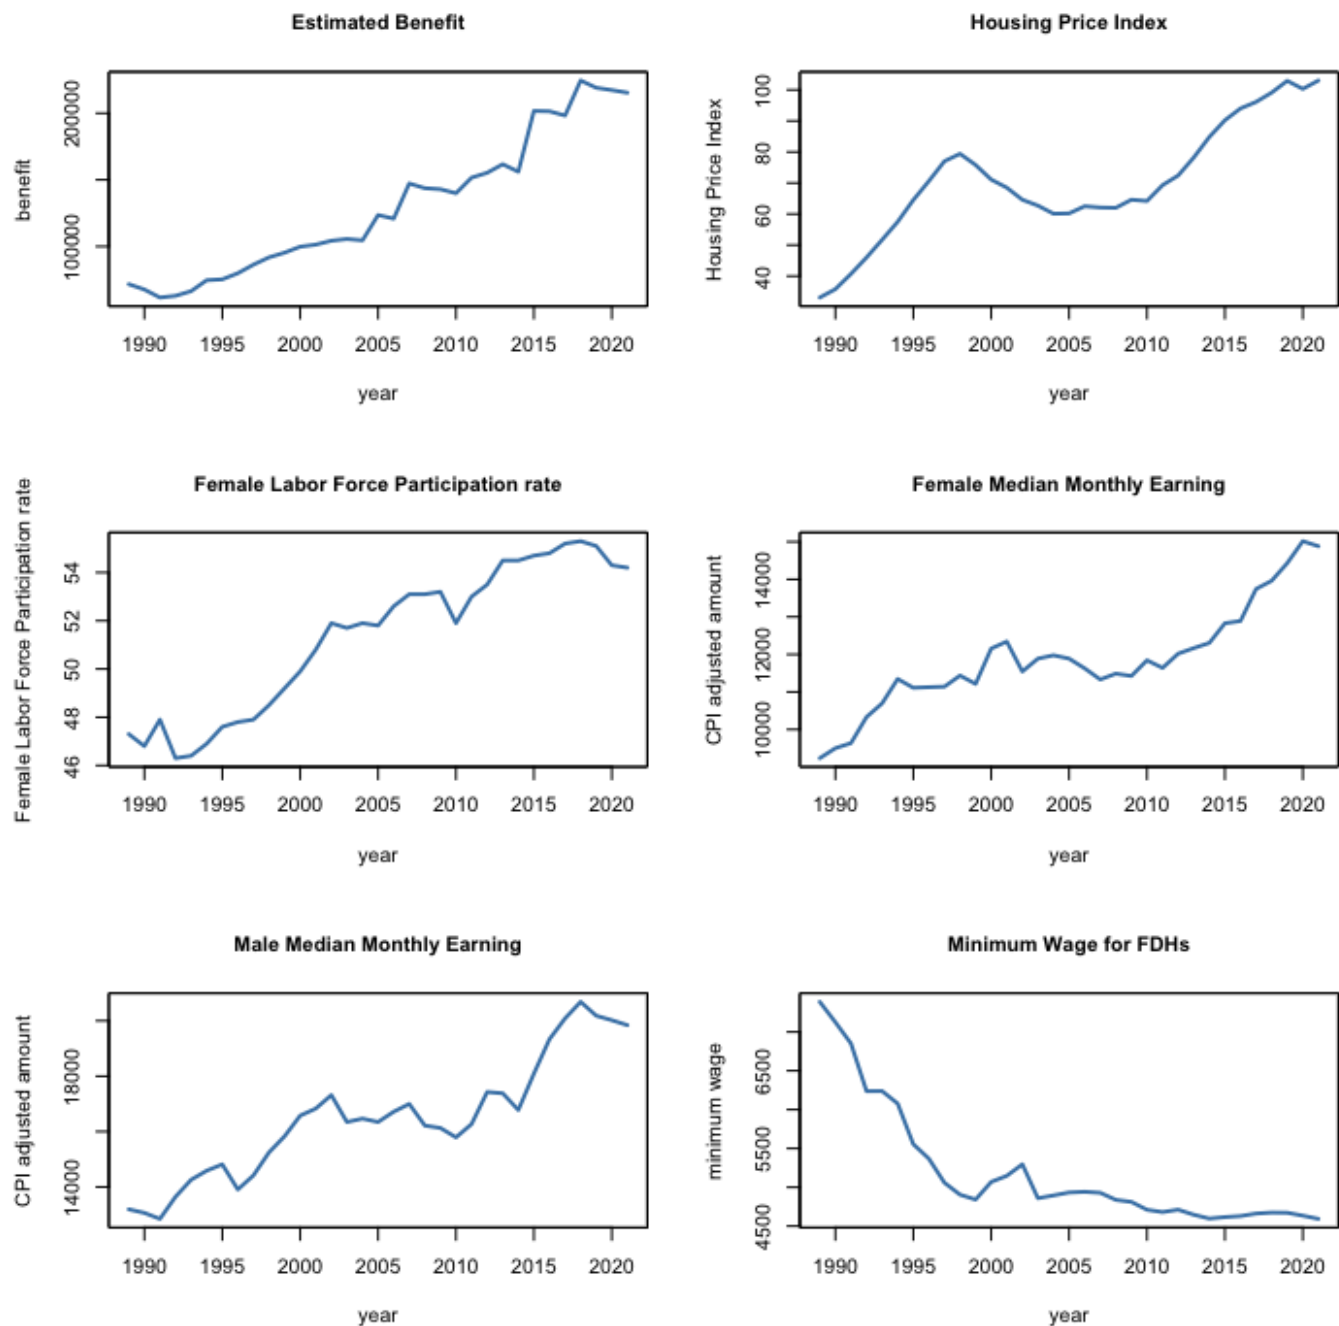 Estimated Benefit
benefit
100000
200000
1990 1995 2000 2005 2010 2015 2020
year
Housing Price Index
Housing Price Index
40
60
80
100
1990 1995 2000 2005 2010 2015 2020
year
Female Labor Force Participation rate
Female Labor Force Participation rate
46
48
50
52
54
1990 1995 2000 2005 2010 2015 2020
year
Female Median Monthly Earning
CPI adjusted amount
10000
12000
14000
1990 1995 2000 2005 2010 2015 2020
year
Male Median Monthly Earning
CPI adjusted amount
14000
18000
1990 1995 2000 2005 2010 2015 2020
year
Minimum Wage for FDHs
minimum wage
4500
5500
6500
1990 1995 2000 2005 2010 2015 2020
year